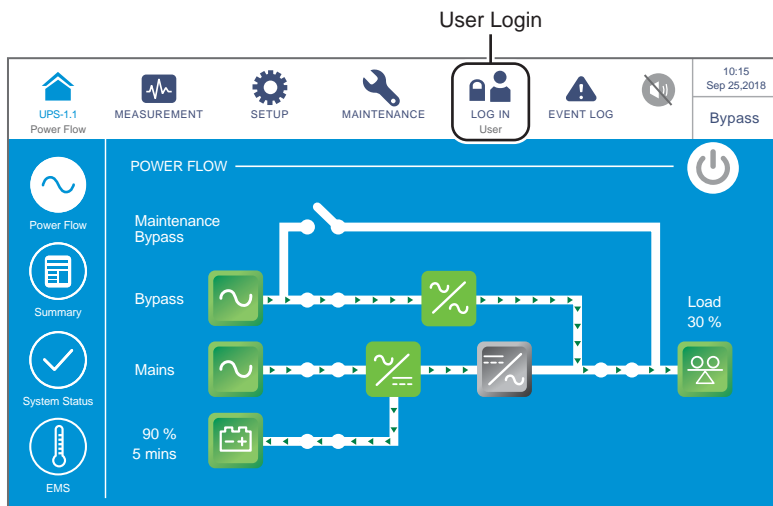 User Login
10:15
Sep 25,2018
UPS-1.1
MEASUREMENT
SETUP
MAINTENANCE
LOG IN
EVENT LOG
Power Flow
User
Bypass
POWER FLOW
Power Flow
Maintenance
Bypass
Bypass
Load
30 %
Summary
Mains
System Status
90 %
5 mins
EMS